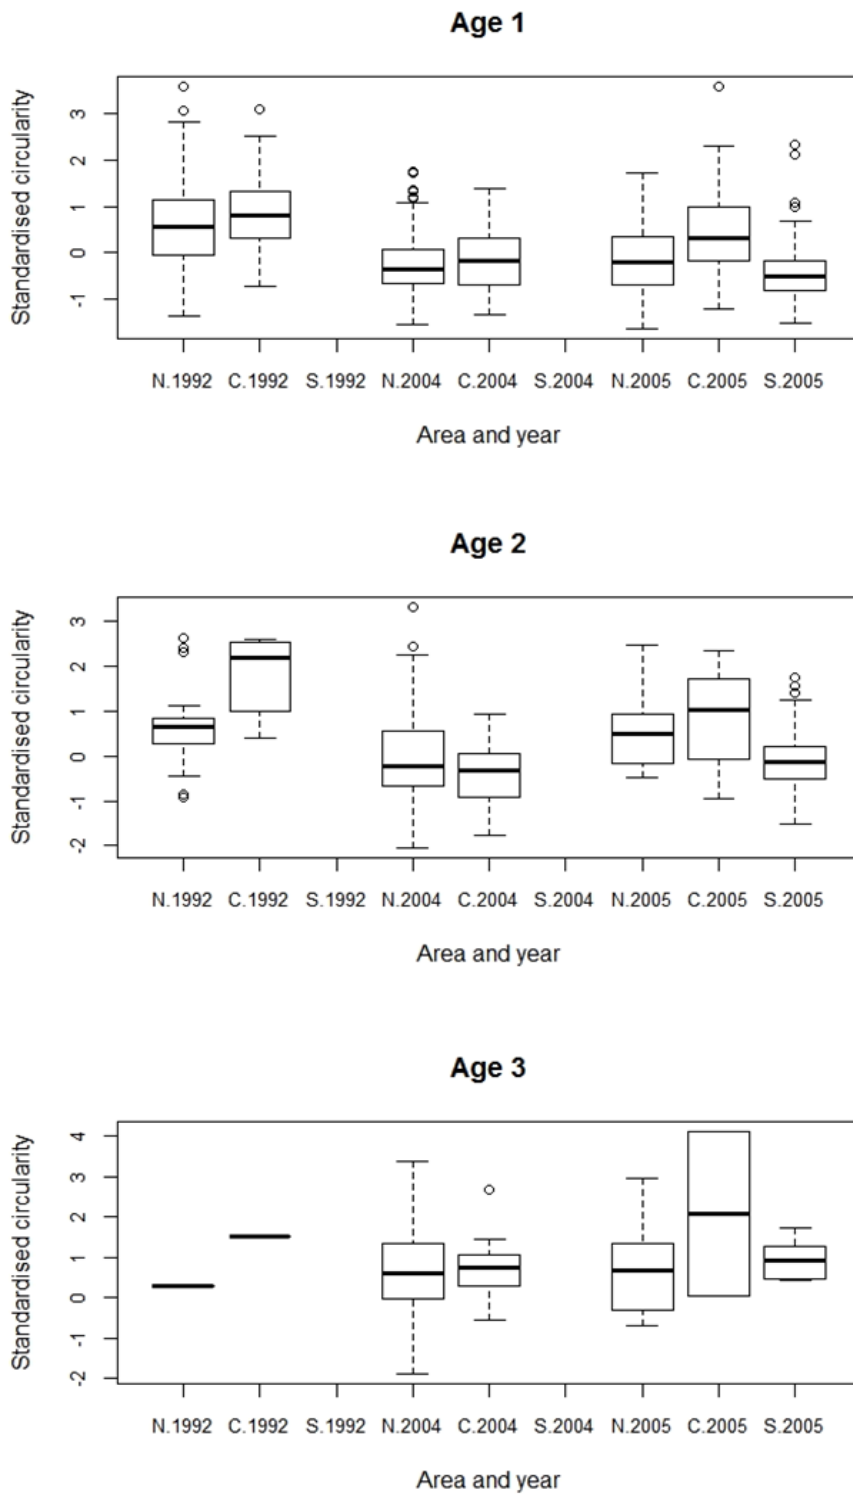 Age 1
Standardised circularity
3
2
1
0
-1
N.1992 C.1992 S.1992 N.2004 C.2004 S.2004 N.2005 C.2005 S.2005
Area and year
Age 2
Standardised circularity
3
2
1
0
-1
-2
N.1992 C.1992 S.1992 N.2004 C.2004 S.2004 N.2005 C.2005 S.2005
Area and year
Age 3
Standardised circularity
4
3
2
1
0
-1
-2
N.1992 C.1992 S.1992 N.2004 C.2004 S.2004 N.2005 C.2005 S.2005
Area and year